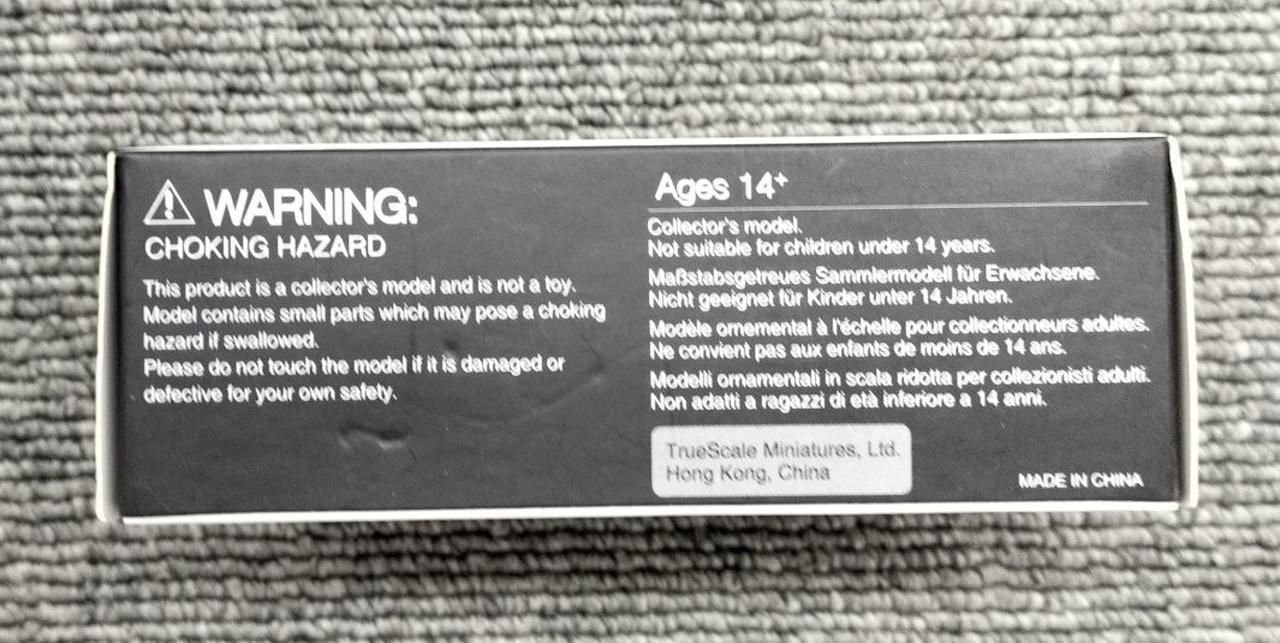 WARNING:
CHOKING HAZARD
This product is a collector's model and is not a toy.
Model contains small parts which may pose a choking
hazard if swallowed.
Please do not touch the model if it is damaged or
defective for your own safety.
Ages 14+
Collector's model.
Not suitable for children under 14 years.
Maßstabsgetreues Sammlermodell für Erwachsene.
Nicht geeignet für Kinder unter 14 Jahren.
Modèle ornemental à l'échelle pour collectionneurs adultes.
Ne convient pas aux enfants de moins de 14 ans.
Modelli ornamentali in scala ridotta per collezionisti adulti.
Non adatti a ragazzi di età inferiore a 14 anni.
TrueScale Miniatures, Ltd.
Hong Kong, China
MADE IN CHINA